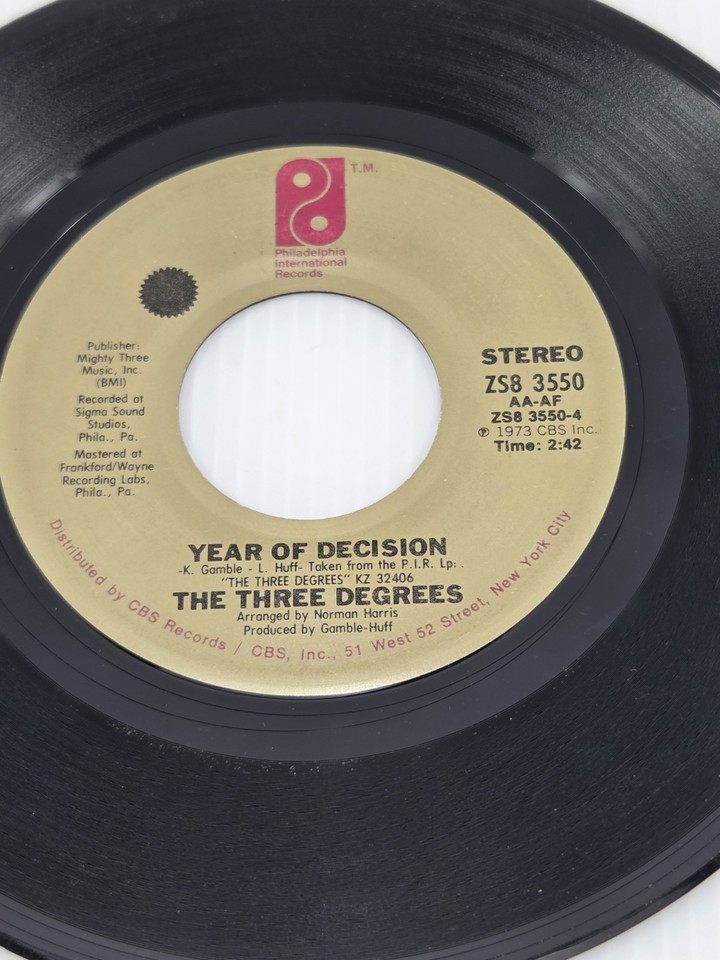 T.M.
Philadelphia
International
Records
Publisher:
Mighty Three
Music, Inc.
(BMI)
Recorded at
Sigma Sound
Studios,
Phila., Pa.
Mastered at
Frankford/Wayne
Recording Labs,
Phila., Pa.
STEREO
ZS8 3550
AA-AF
ZS8 3550-4
℗ 1973 CBS Inc.
Time: 2:42
YEAR OF DECISION
-K. Gamble - L. Huff- Taken from the P.I.R. Lp: .
"THE THREE DEGREES" KZ 32406
THE THREE DEGREES
Arranged by Norman Harris
Produced by Gamble-Huff
Distributed by CBS Records / CBS, Inc., 51 West 52 Street, New York City